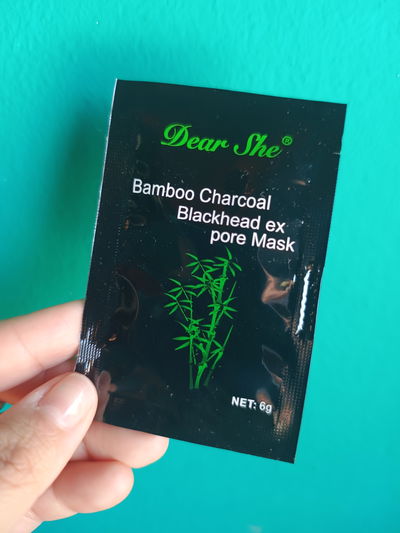 Dear She®
Bamboo Charcoal
Blackhead ex
pore Mask
NET: 6g